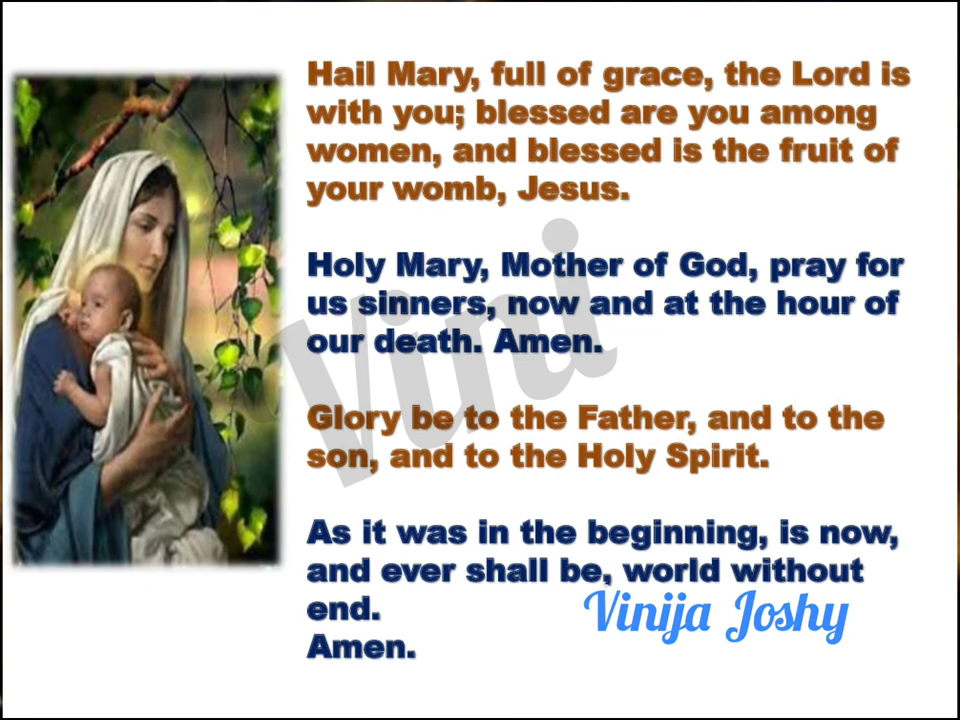 Hail Mary, full of grace, the Lord is
with you; blessed are you among
women, and blessed is the fruit of
your womb, Jesus.
Holy Mary, Mother of God, pray for
us sinners, now and at the hour of
our death. Amen.
Glory be to the Father, and to the
son, and to the Holy Spirit.
As it was in the beginning, is now,
and ever shall be, world without
end.
Amen.
Vinija Joshy
Vini